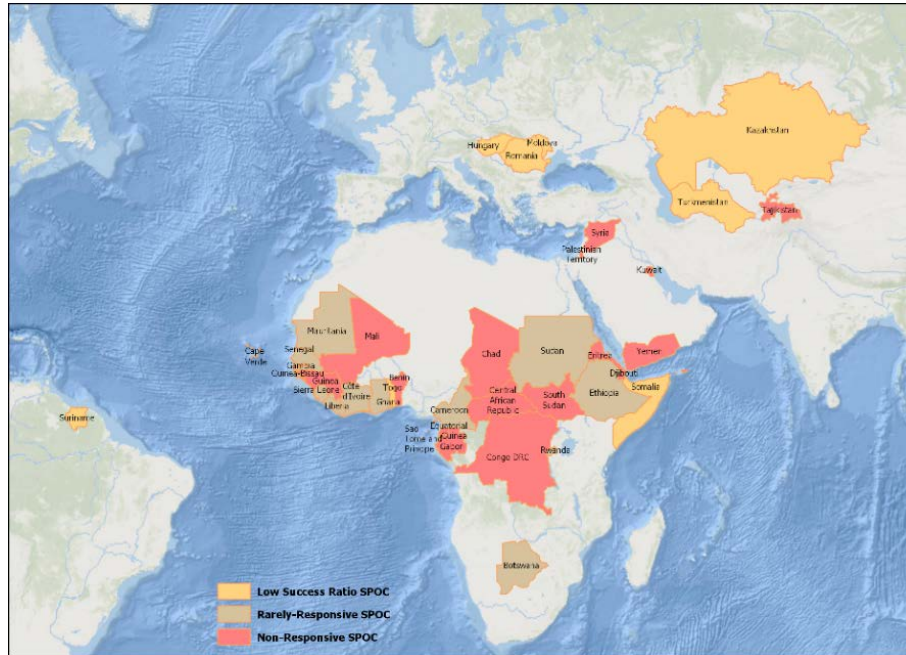 Kazakhstan
Hungary
Moldova
Romania
Turkmenistan
Tajikistan
Syria
Palestinian
Territory
Kuwait
Mauritania
Mali
Cape
Verde
Senegal
Gambia
Guinea-Bissau
Guinea
Sierra Leone
Côte
d'Ivoire
Liberia
Benin
Togo
Ghana
Chad
Sudan
Eritrea
Yemen
Djibouti
Ethiopia
Somalia
Suriname
Central
African
Republic
South
Sudan
Cameroon
Equatorial
Guinea
Sao
Tome and
Principe
Gabon
Congo DRC
Rwanda
Botswana
Low Success Ratio SPOC
Rarely-Responsive SPOC
Non-Responsive SPOC